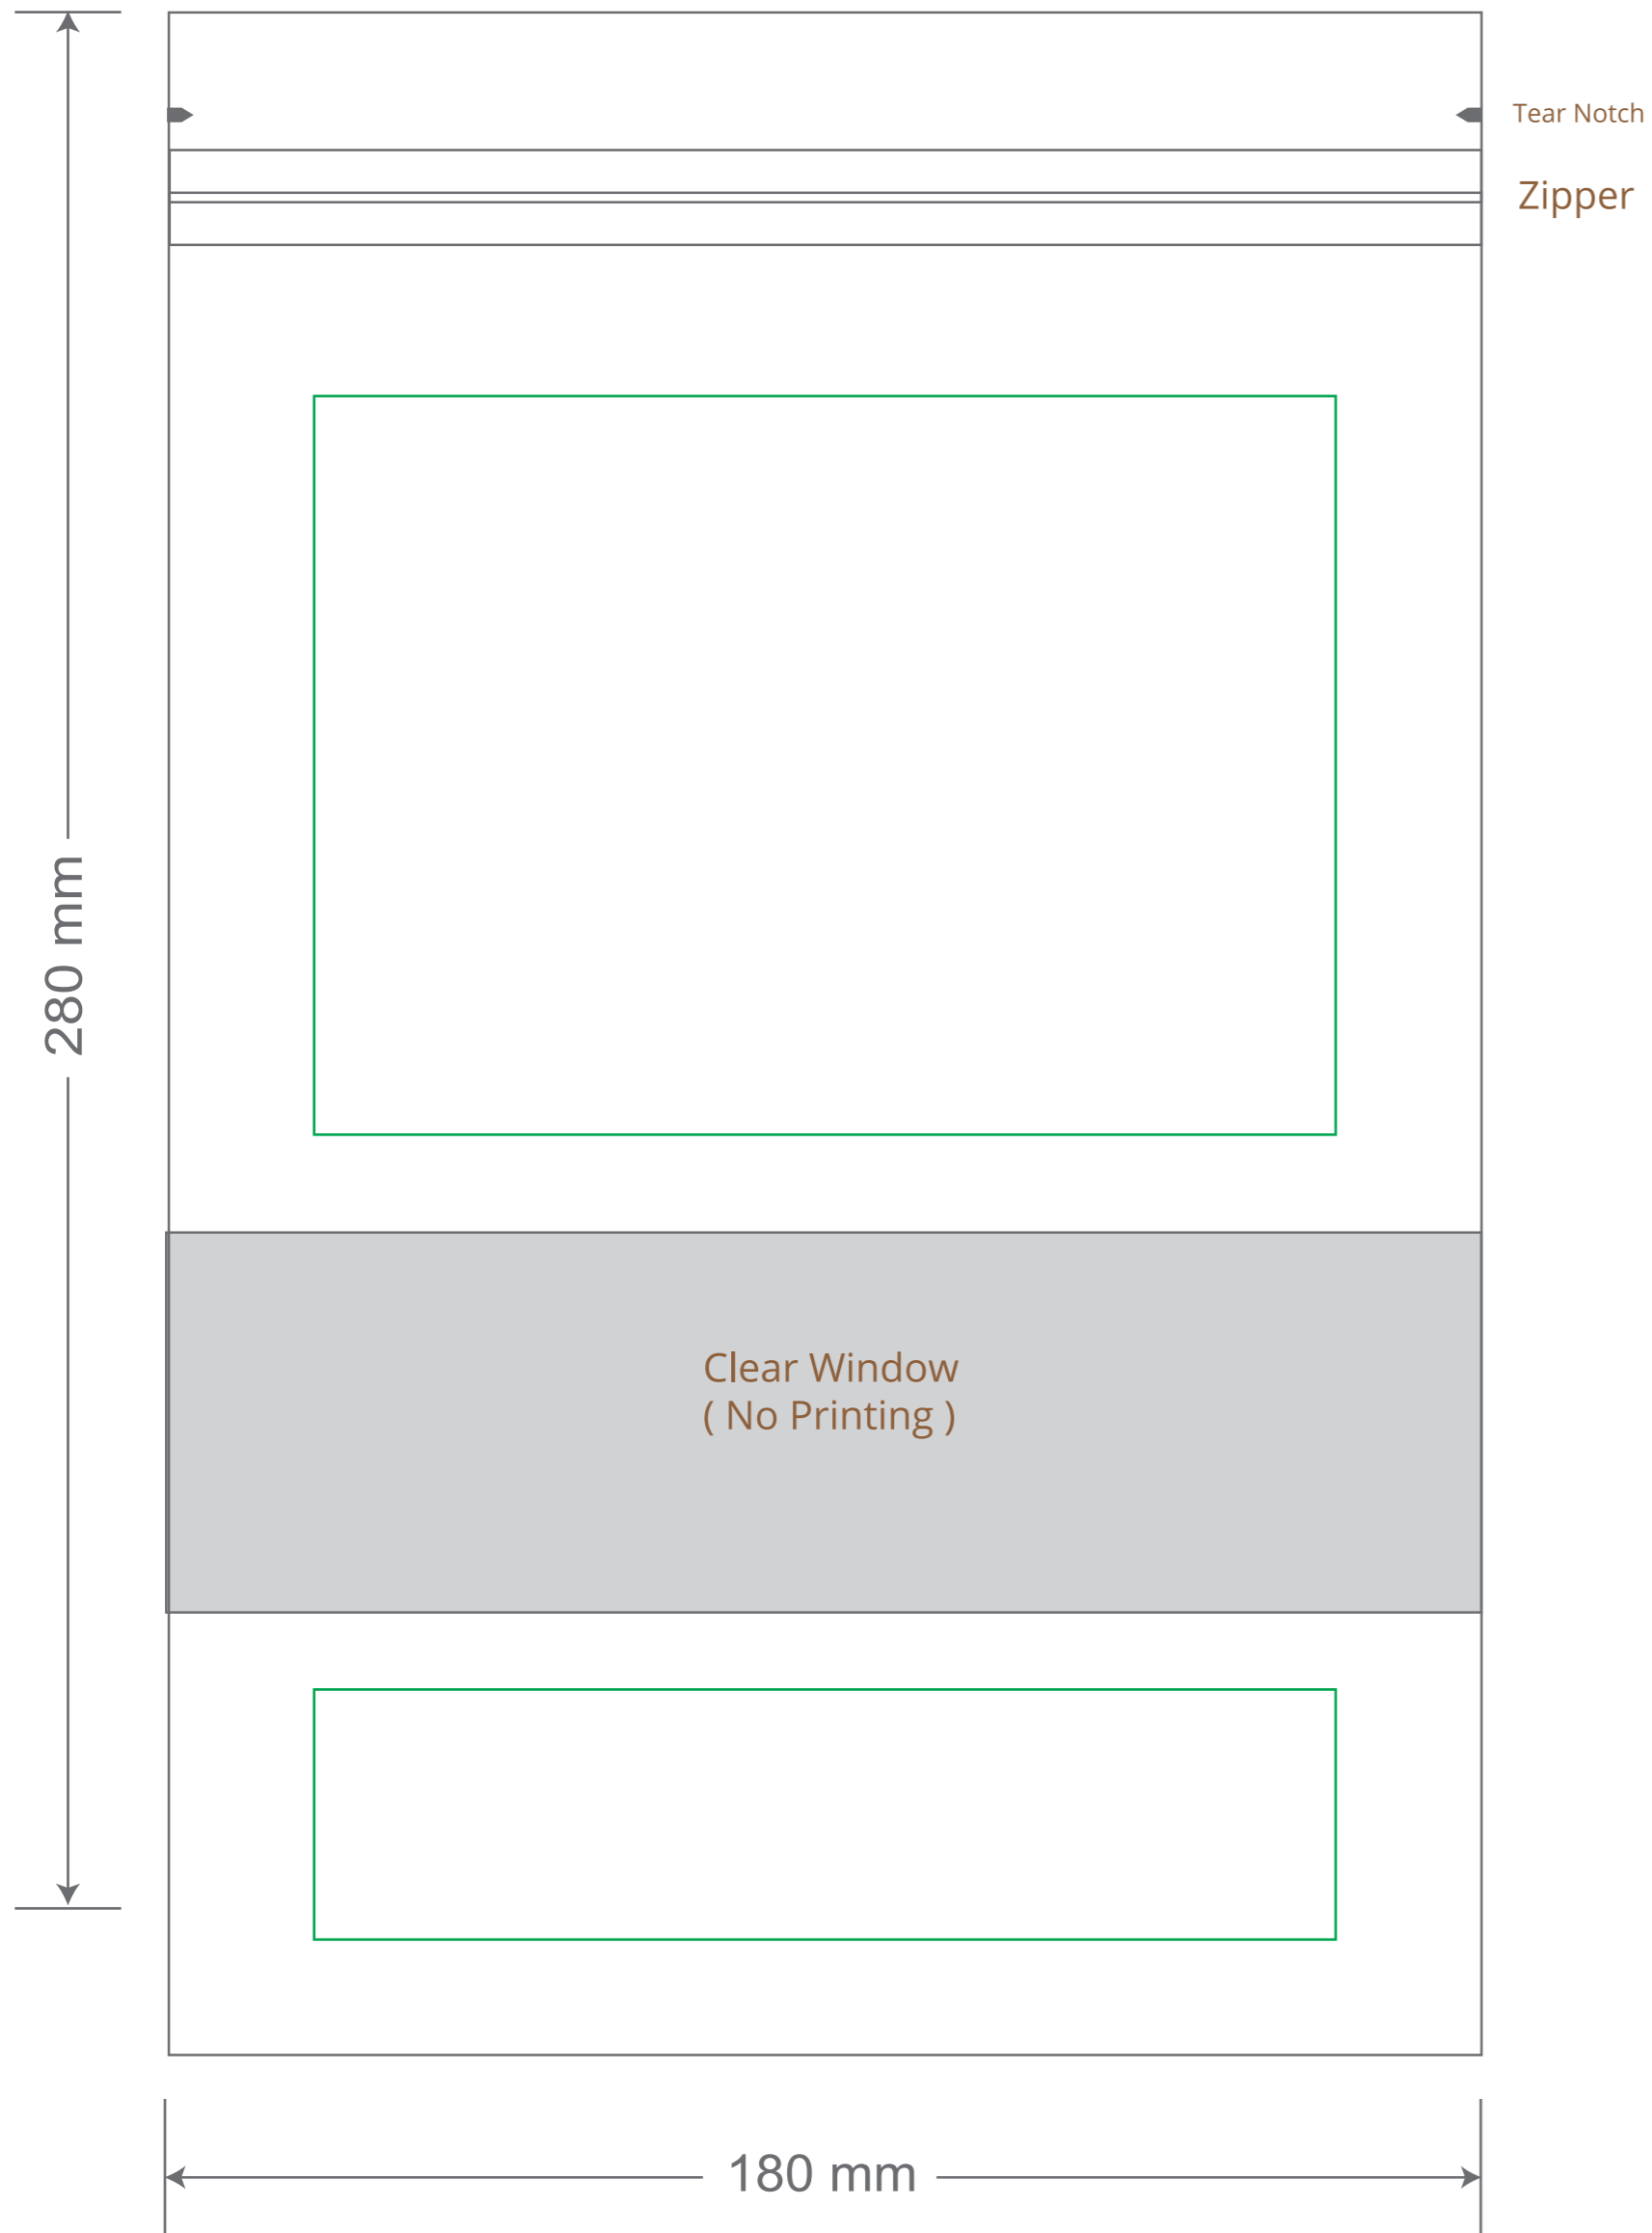 Tear Notch
Zipper
280 mm
Clear Window
( No Printing )
180 mm